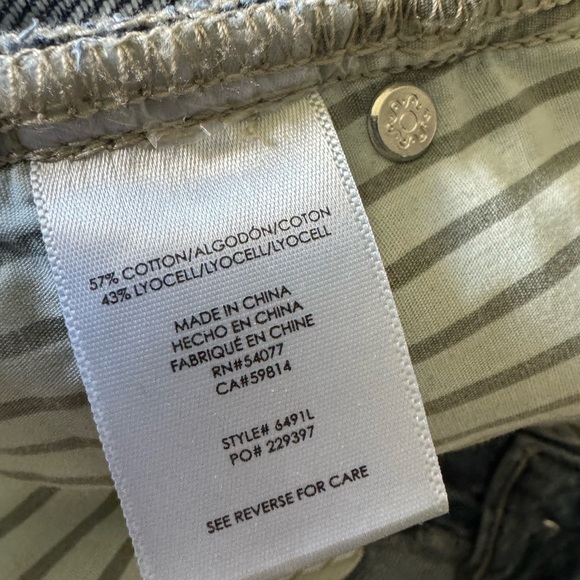 57% COTTON/ALGODÓN/COTON
43% LYOCELL/LYOCELL/LYOCELL
MADE IN CHINA
HECHO EN CHINA
FABRIQUÉ EN CHINE
RN#54077
CA#59814
STYLE# 6491L
PO# 229397
SEE REVERSE FOR CARE